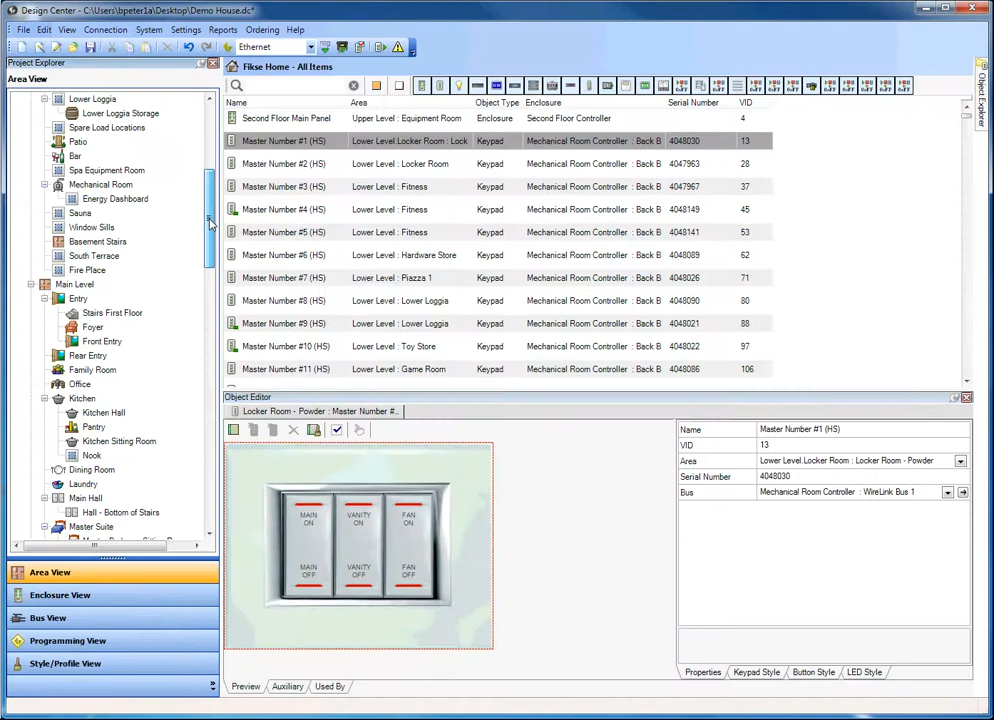 Design Center - C:\Users\bpeter1a\Desktop\Demo House.dc*
File Edit View Connection System Settings Reports Ordering Help
Ethernet
Project Explorer
Area View
Lower Loggia
Lower Loggia Storage
Spare Load Locations
Patio
Bar
Spa Equipment Room
Mechanical Room
Energy Dashboard
Sauna
Window Sills
Basement Stairs
South Terrace
Fire Place
Main Level
Entry
Stairs First Floor
Foyer
Front Entry
Rear Entry
Family Room
Office
Kitchen
Kitchen Hall
Pantry
Kitchen Sitting Room
Nook
Dining Room
Laundry
Main Hall
Hall - Bottom of Stairs
Master Suite
Area View
Enclosure View
Bus View
Programming View
Style/Profile View
Fikse Home - All Items
Name Area Object Type Enclosure Serial Number VID
Second Floor Main Panel Upper Level : Equipment Room Enclosure Second Floor Controller 4
Master Number #1 (HS) Lower Level.Locker Room : Lock Keypad Mechanical Room Controller : Back B 4048030 13
Master Number #2 (HS) Lower Level : Locker Room Keypad Mechanical Room Controller : Back B 4047963 28
Master Number #3 (HS) Lower Level : Fitness Keypad Mechanical Room Controller : Back B 4047967 37
Master Number #4 (HS) Lower Level : Fitness Keypad Mechanical Room Controller : Back B 4048149 45
Master Number #5 (HS) Lower Level : Fitness Keypad Mechanical Room Controller : Back B 4048141 53
Master Number #6 (HS) Lower Level : Hardware Store Keypad Mechanical Room Controller : Back B 4048089 62
Master Number #7 (HS) Lower Level : Piazza 1 Keypad Mechanical Room Controller : Back B 4048026 71
Master Number #8 (HS) Lower Level : Lower Loggia Keypad Mechanical Room Controller : Back B 4048090 80
Master Number #9 (HS) Lower Level : Lower Loggia Keypad Mechanical Room Controller : Back B 4048021 88
Master Number #10 (HS) Lower Level : Toy Store Keypad Mechanical Room Controller : Back B 4048022 97
Master Number #11 (HS) Lower Level : Game Room Keypad Mechanical Room Controller : Back B 4048086 106
Object Editor
Locker Room - Powder : Master Number #..
MAIN ON VANITY ON FAN ON
MAIN OFF VANITY OFF FAN OFF
Preview Auxiliary Used By
Name Master Number #1 (HS)
VID 13
Area Lower Level.Locker Room : Locker Room - Powder
Serial Number 4048030
Bus Mechanical Room Controller : WireLink Bus 1
Properties Keypad Style Button Style LED Style
Object Explorer